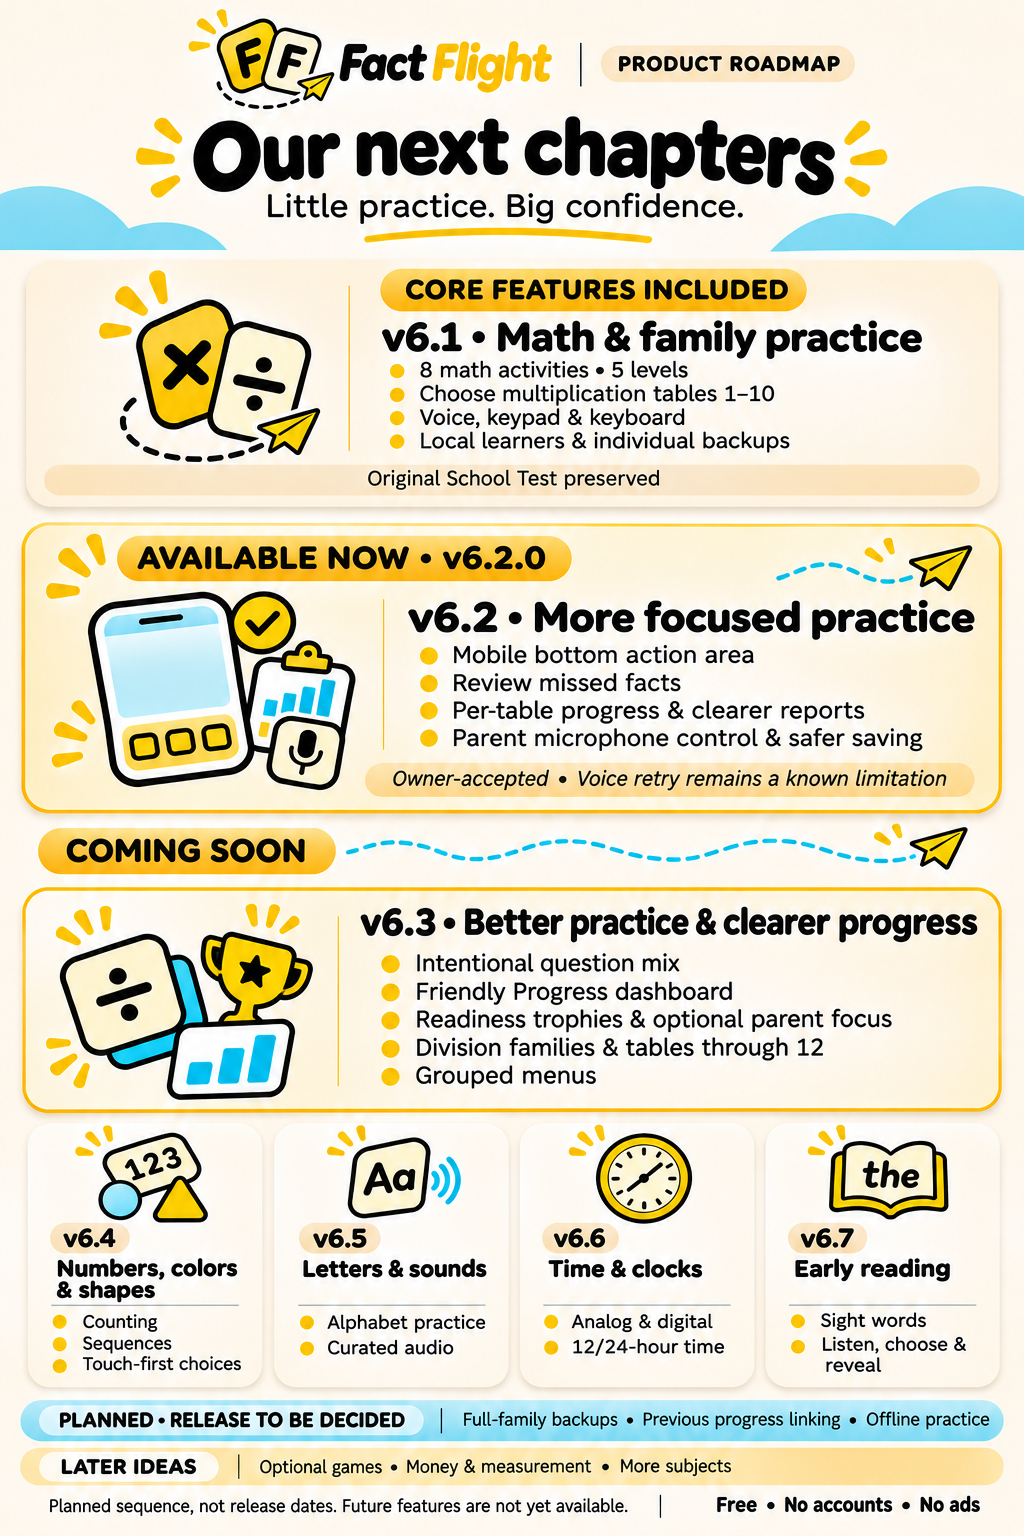 FF Fact Flight | PRODUCT ROADMAP
Our next chapters
Little practice. Big confidence.
CORE FEATURES INCLUDED
v6.1 • Math & family practice
8 math activities • 5 levels
Choose multiplication tables 1–10
Voice, keypad & keyboard
Local learners & individual backups
Original School Test preserved
AVAILABLE NOW • v6.2.0
v6.2 • More focused practice
Mobile bottom action area
Review missed facts
Per-table progress & clearer reports
Parent microphone control & safer saving
Owner-accepted • Voice retry remains a known limitation
COMING SOON
v6.3 • Better practice & clearer progress
Intentional question mix
Friendly Progress dashboard
Readiness trophies & optional parent focus
Division families & tables through 12
Grouped menus
123
v6.4
Numbers, colors
& shapes
Counting
Sequences
Touch-first choices
Aa
v6.5
Letters & sounds
Alphabet practice
Curated audio
v6.6
Time & clocks
Analog & digital
12/24-hour time
the
v6.7
Early reading
Sight words
Listen, choose &
reveal
PLANNED • RELEASE TO BE DECIDED | Full-family backups • Previous progress linking • Offline practice
LATER IDEAS | Optional games • Money & measurement • More subjects
Planned sequence, not release dates. Future features are not yet available. | Free • No accounts • No ads